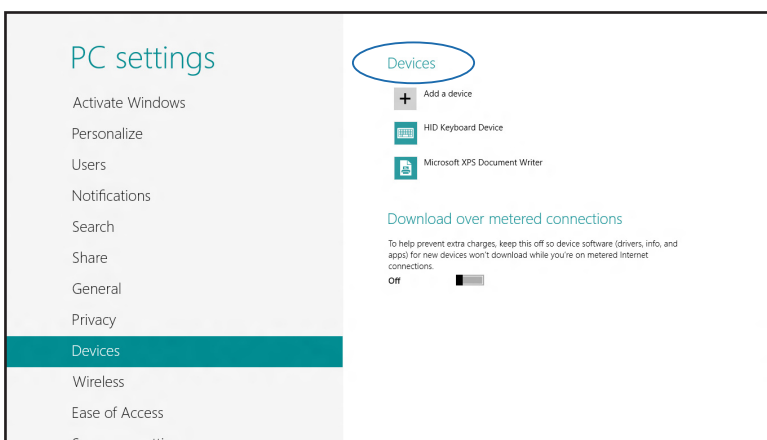 PC settings
Activate Windows
Personalize
Users
Notifications
Search
Share
General
Privacy
Devices
Wireless
Ease of Access
Devices
Add a device
HID Keyboard Device
Microsoft XPS Document Writer
Download over metered connections
To help prevent extra charges, keep this off so device software (drivers, info, and
apps) for new devices won't download while you're on metered Internet
connections.
Off